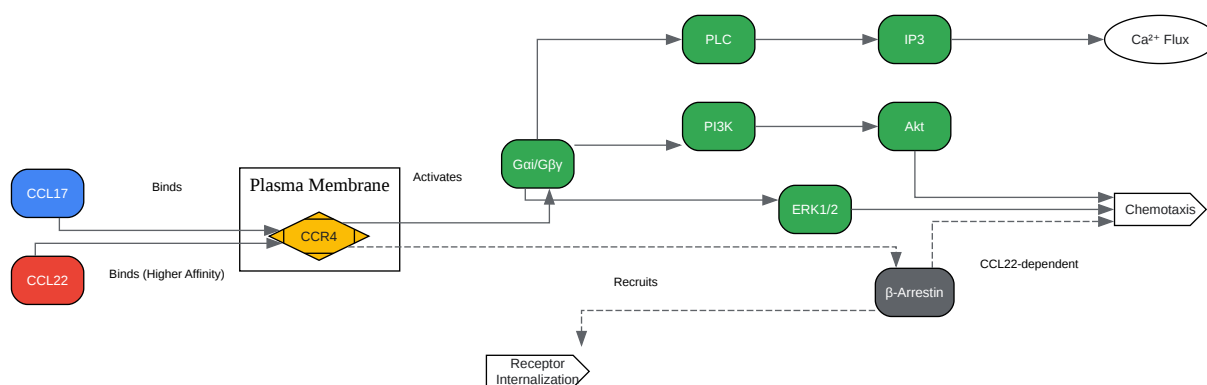 PLC
IP3
Ca²⁺ Flux
PI3K
Akt
Gαi/Gβγ
Activates
Plasma Membrane
Binds
CCL17
CCR4
ERK1/2
Chemotaxis
CCL22
Binds (Higher Affinity)
CCL22-dependent
Recruits
β-Arrestin
Receptor
Internalization